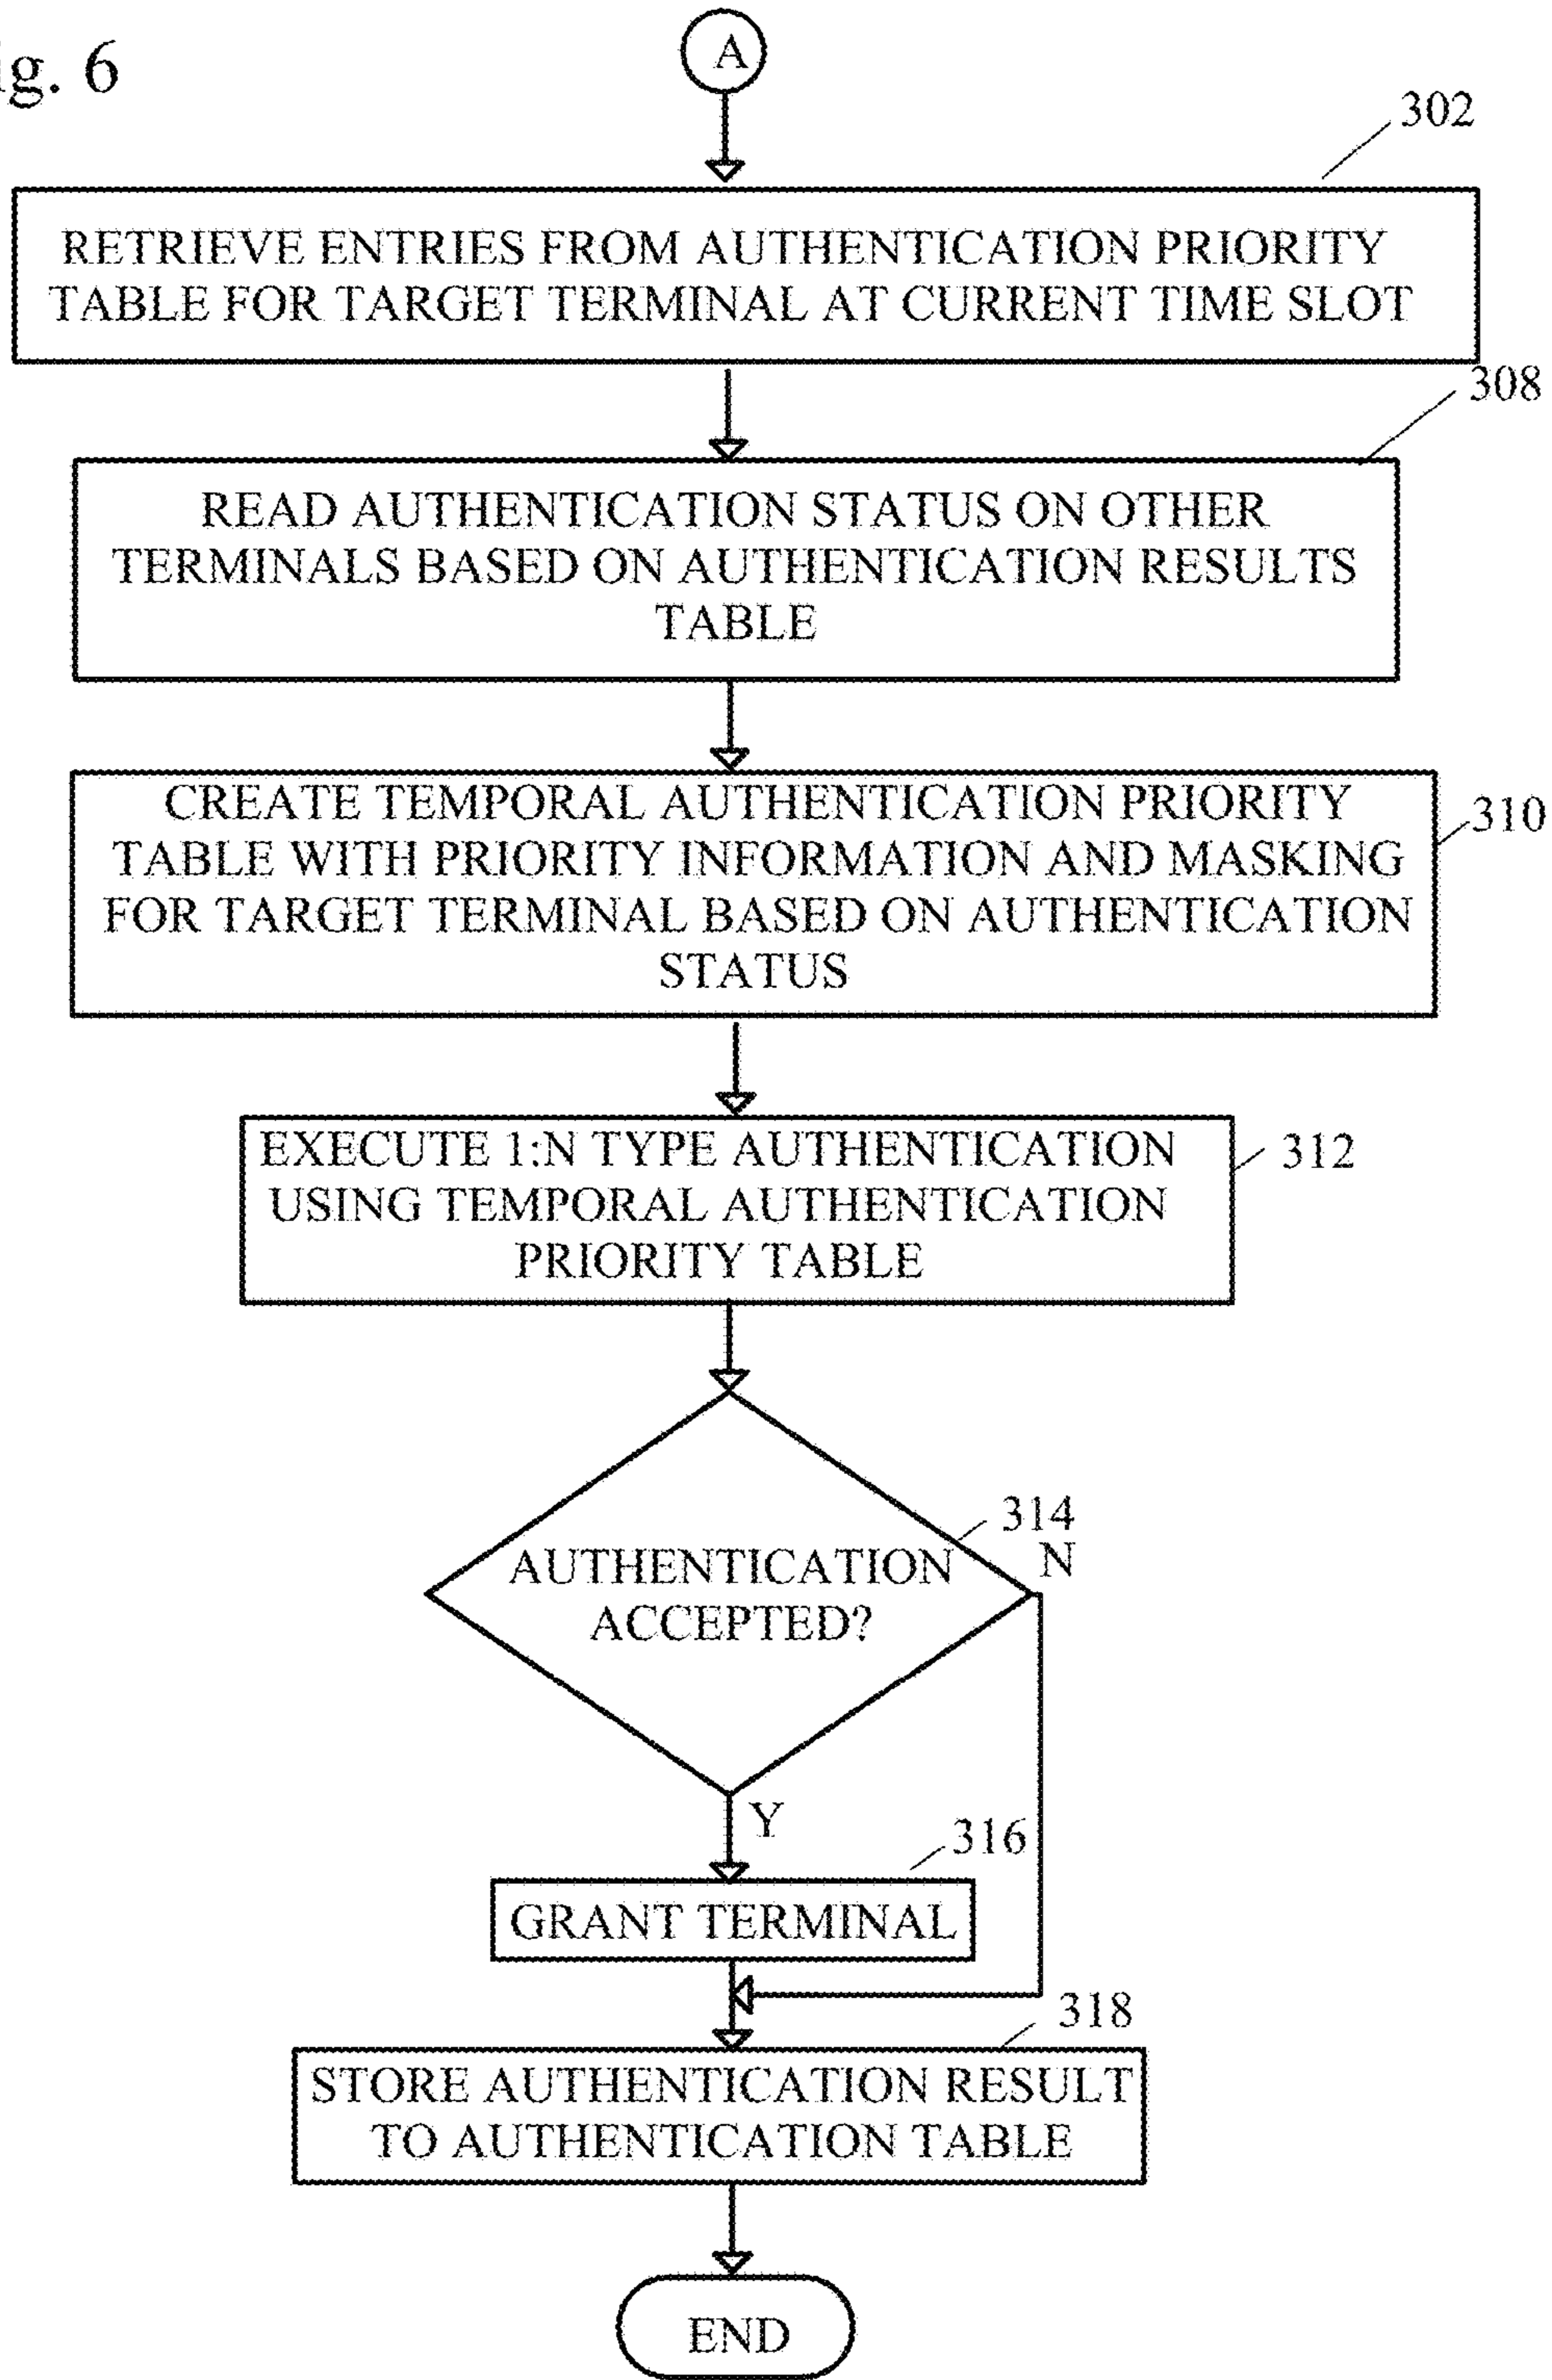 ig. 6
A
302
RETRIEVE ENTRIES FROM AUTHENTICATION PRIORITY
TABLE FOR TARGET TERMINAL AT CURRENT TIME SLOT
308
READ AUTHENTICATION STATUS ON OTHER
TERMINALS BASED ON AUTHENTICATION RESULTS
TABLE
310
CREATE TEMPORAL AUTHENTICATION PRIORITY
TABLE WITH PRIORITY INFORMATION AND MASKING
FOR TARGET TERMINAL BASED ON AUTHENTICATION
STATUS
312
EXECUTE 1:N TYPE AUTHENTICATION
USING TEMPORAL AUTHENTICATION
PRIORITY TABLE
314
N
AUTHENTICATION
ACCEPTED?
Y
316
GRANT TERMINAL
318
STORE AUTHENTICATION RESULT
TO AUTHENTICATION TABLE
END